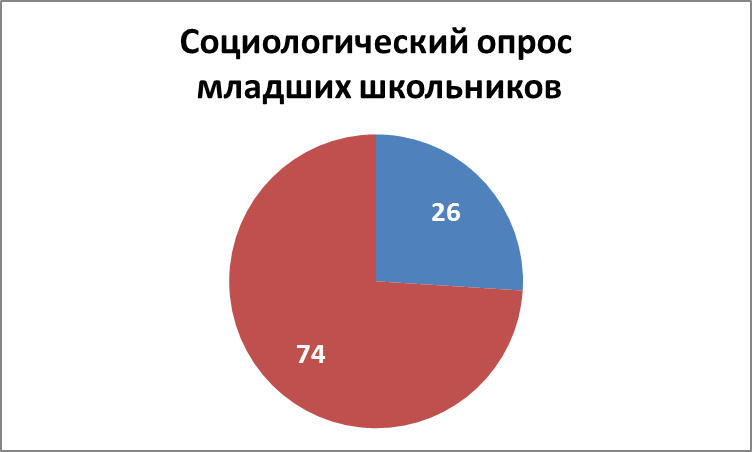 Социологический опрос
младших школьников
26
74